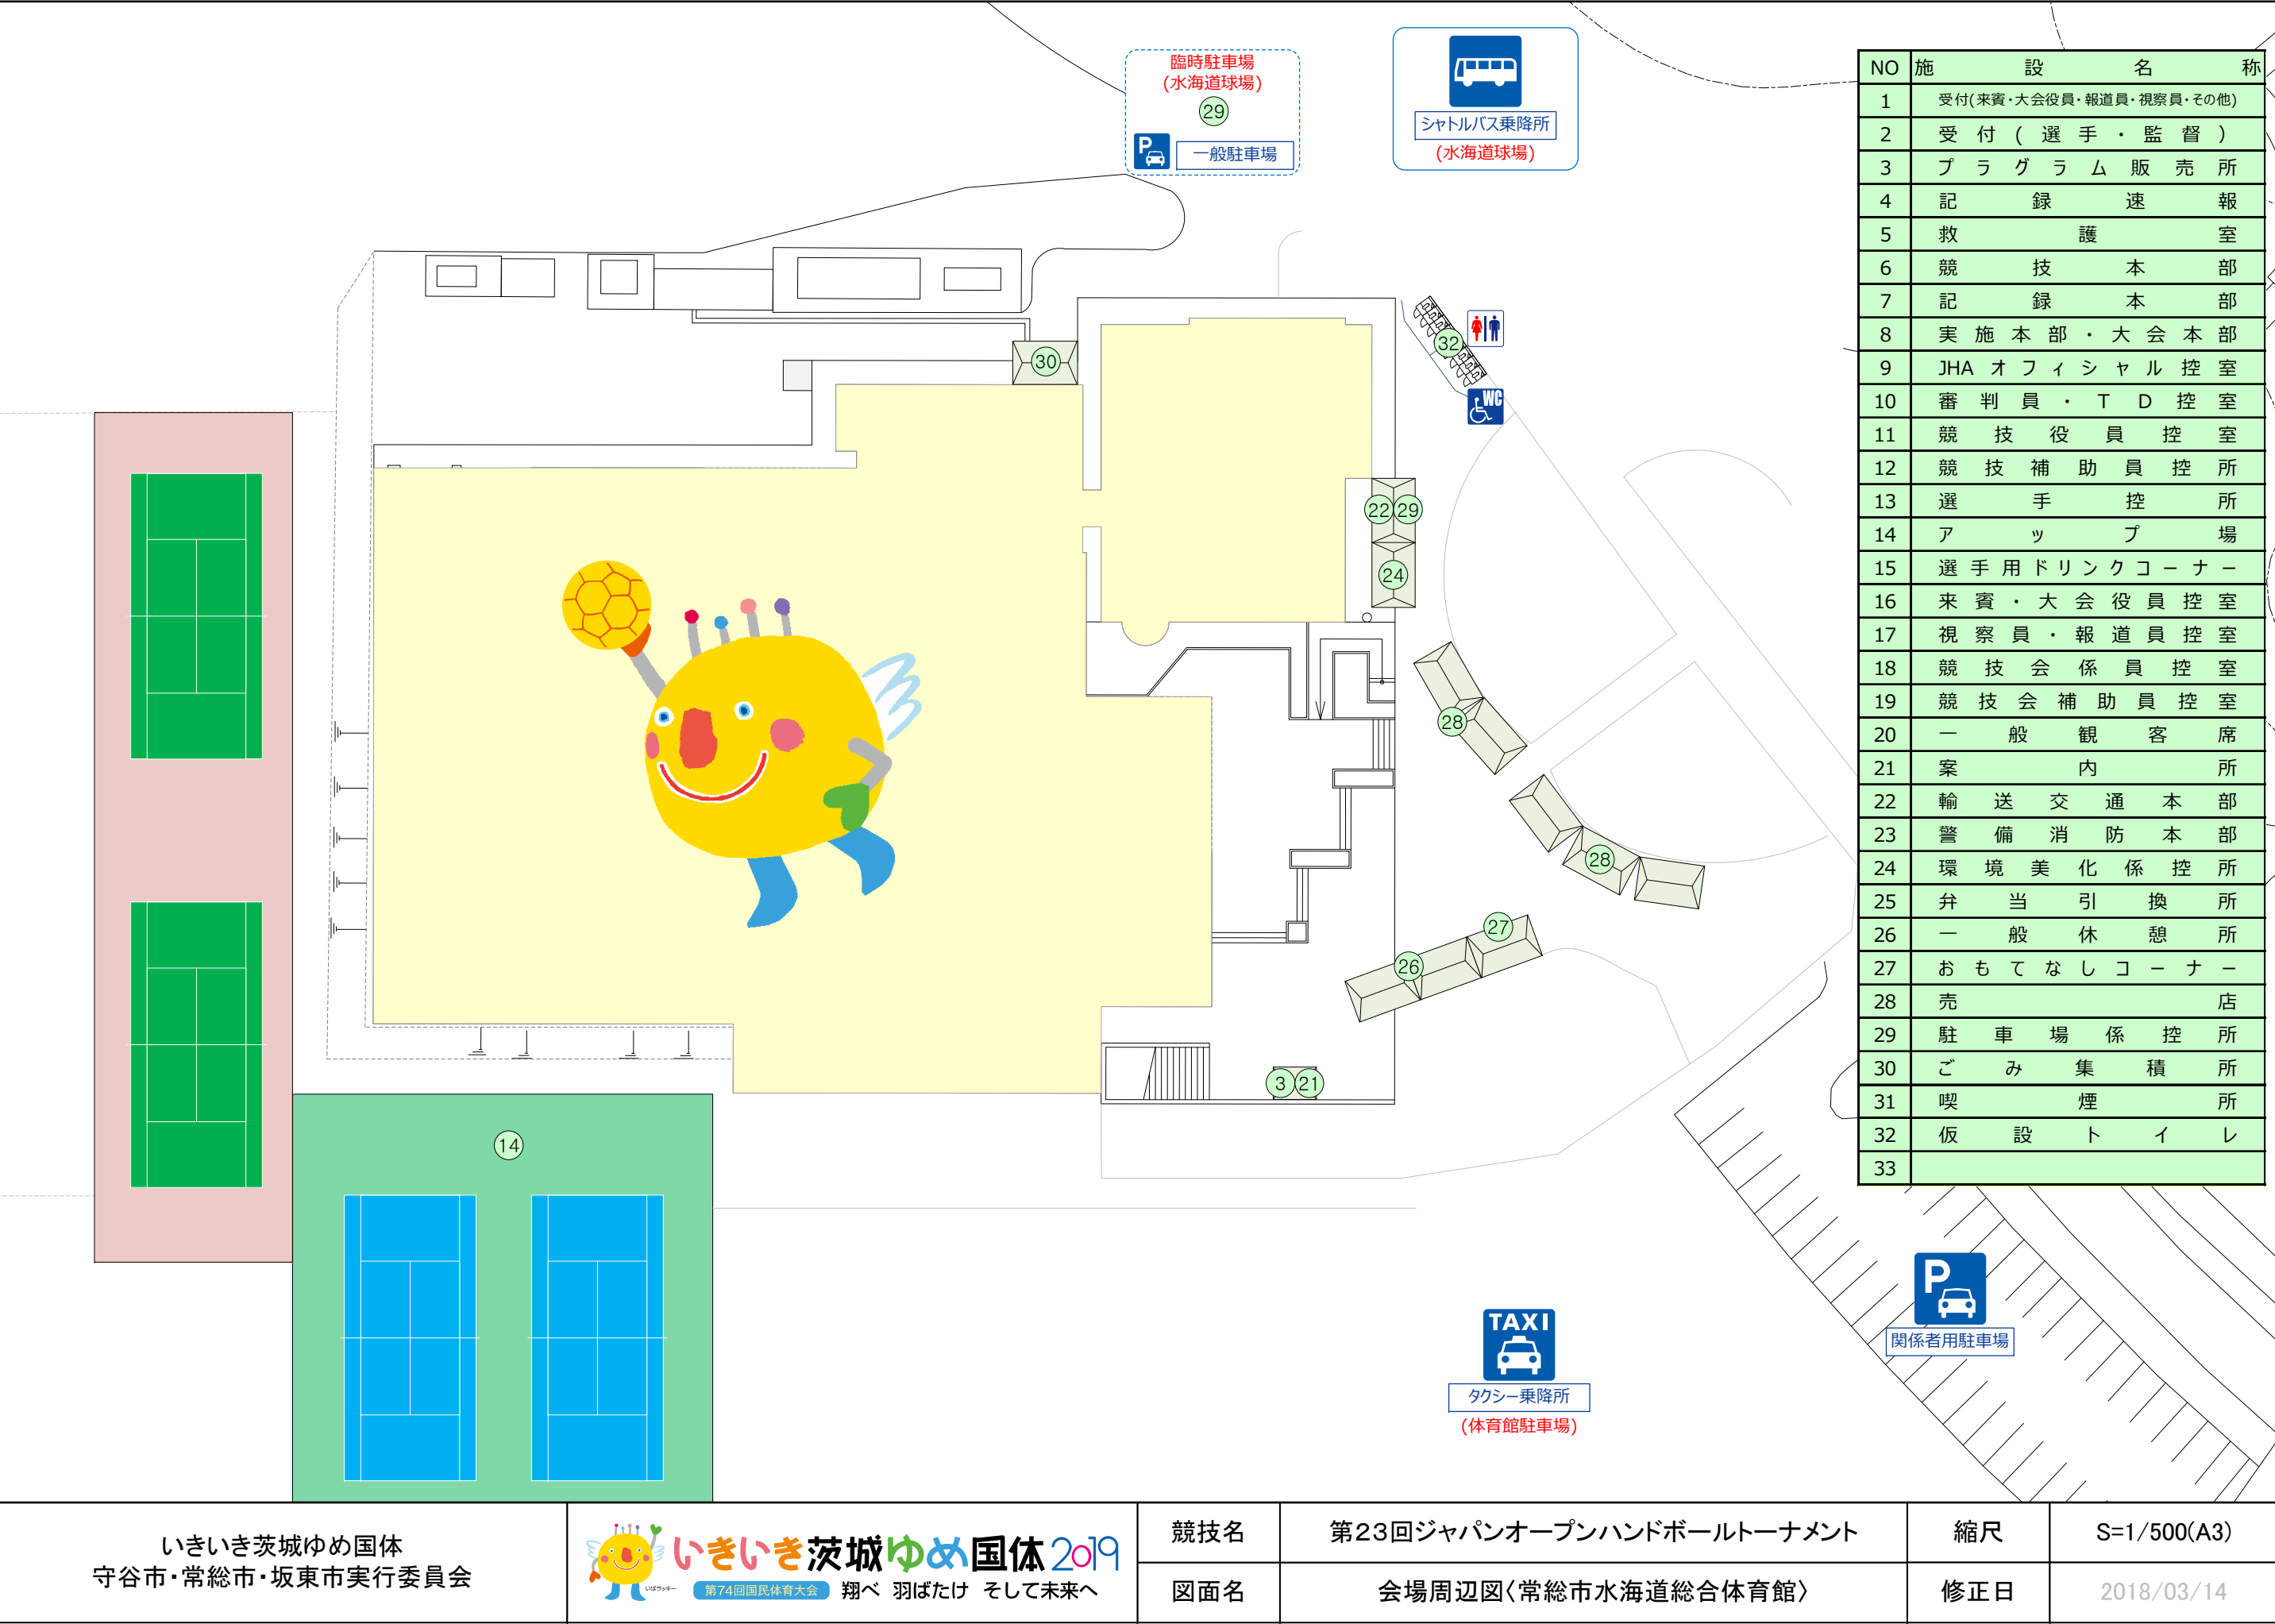 臨時駐車場
(水海道球場)
29
P
一般駐車場
シャトルバス乗降所
(水海道球場)
30
32
WC
22 29
24
28
28
27
26
3 21
14
TAXI
タクシー乗降所
(体育館駐車場)
P
関係者用駐車場
NO 施設名称
1 受付(来賓・大会役員・報道員・視察員・その他)
2 受付(選手・監督)
3 プラグラム販売所
4 記録速報
5 救護室
6 競技本部
7 記録本部
8 実施本部・大会本部
9 JHAオフィシャル控室
10 審判員・TD控室
11 競技役員控室
12 競技補助員控所
13 選手控所
14 アップ場
15 選手用ドリンクコーナー
16 来賓・大会役員控室
17 視察員・報道員控室
18 競技会係員控室
19 競技会補助員控室
20 一般観客席
21 案内所
22 輸送交通本部
23 警備消防本部
24 環境美化係控所
25 弁当引換所
26 一般休憩所
27 おもてなしコーナー
28 売店
29 駐車場係控所
30 ごみ集積所
31 喫煙所
32 仮設トイレ
33
いきいき茨城ゆめ国体
守谷市・常総市・坂東市実行委員会
いきいき茨城ゆめ国体2019
いばラッキー
第74回国民体育大会 翔べ 羽ばたけ そして未来へ
競技名 第23回ジャパンオープンハンドボールトーナメント 縮尺 S=1/500(A3)
図面名 会場周辺図〈常総市水海道総合体育館〉 修正日 2018/03/14